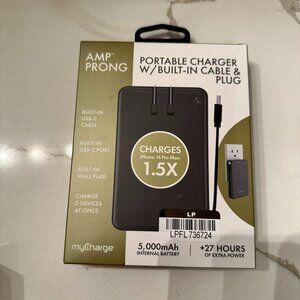 AMP™
PRONG
PORTABLE CHARGER
W/BUILT-IN CABLE &
PLUG
BUILT-IN
USB-C
CABLE
BUILT-IN
USB-C PORT
BUILT-IN
WALL PLUG
CHARGE
2 DEVICES
AT ONCE
CHARGES
iPhone 14 Pro Max
1.5X
LP
LPFL736724
myCharge
5,000mAh
INTERNAL BATTERY
+27 HOURS
OF EXTRA POWER